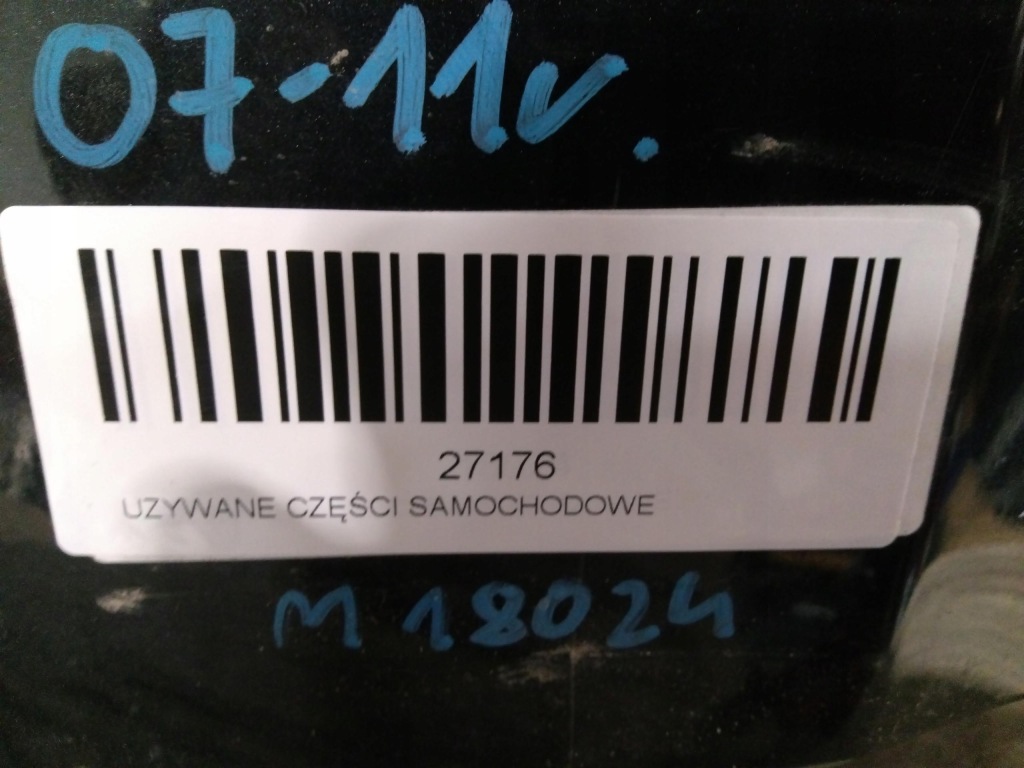 07-11r.
27176
UZYWANE CZĘŚCI SAMOCHODOWE
M 18024